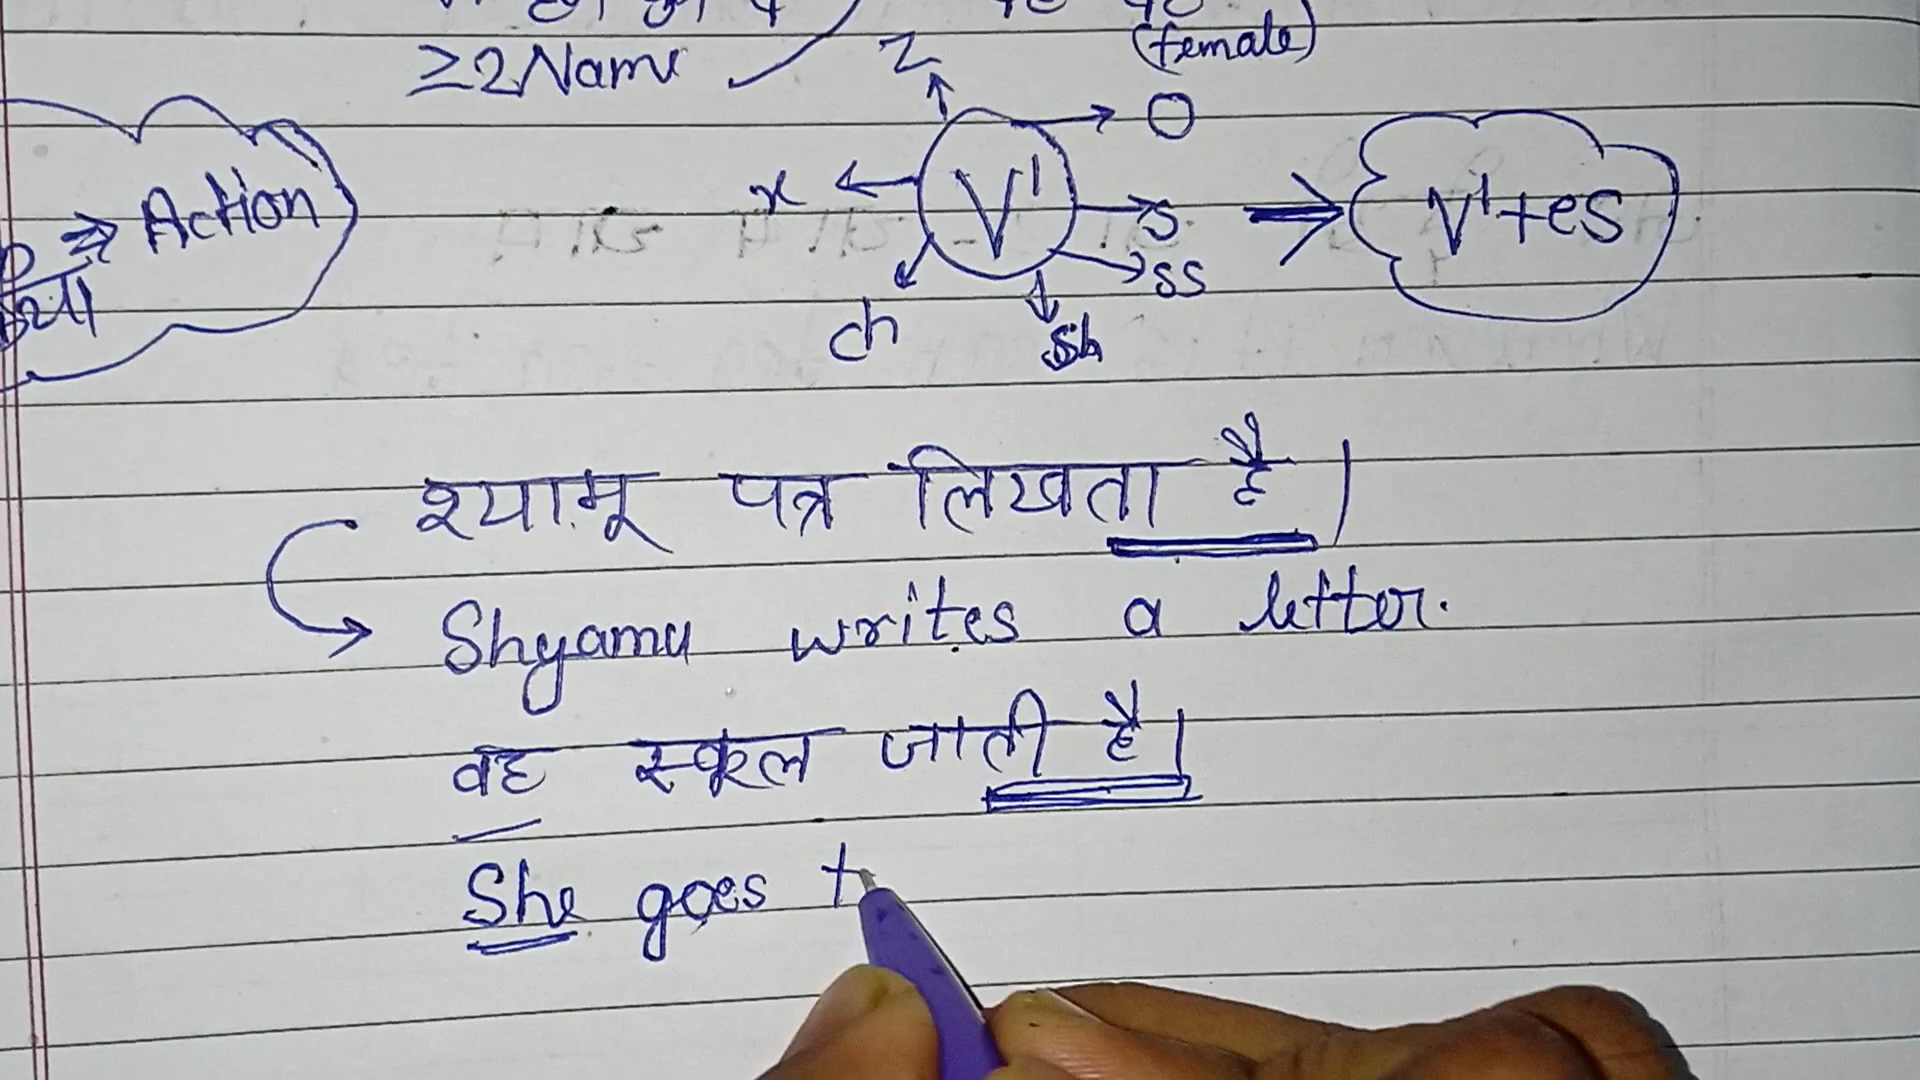 ≥2 Name
(female)
z
o
x
V¹
s
ss
sh
ch
V¹+es
⇒ Action
श्यामू पत्र लिखता है।
Shyamu writes a letter.
वह स्कूल जाती है।
She goes t